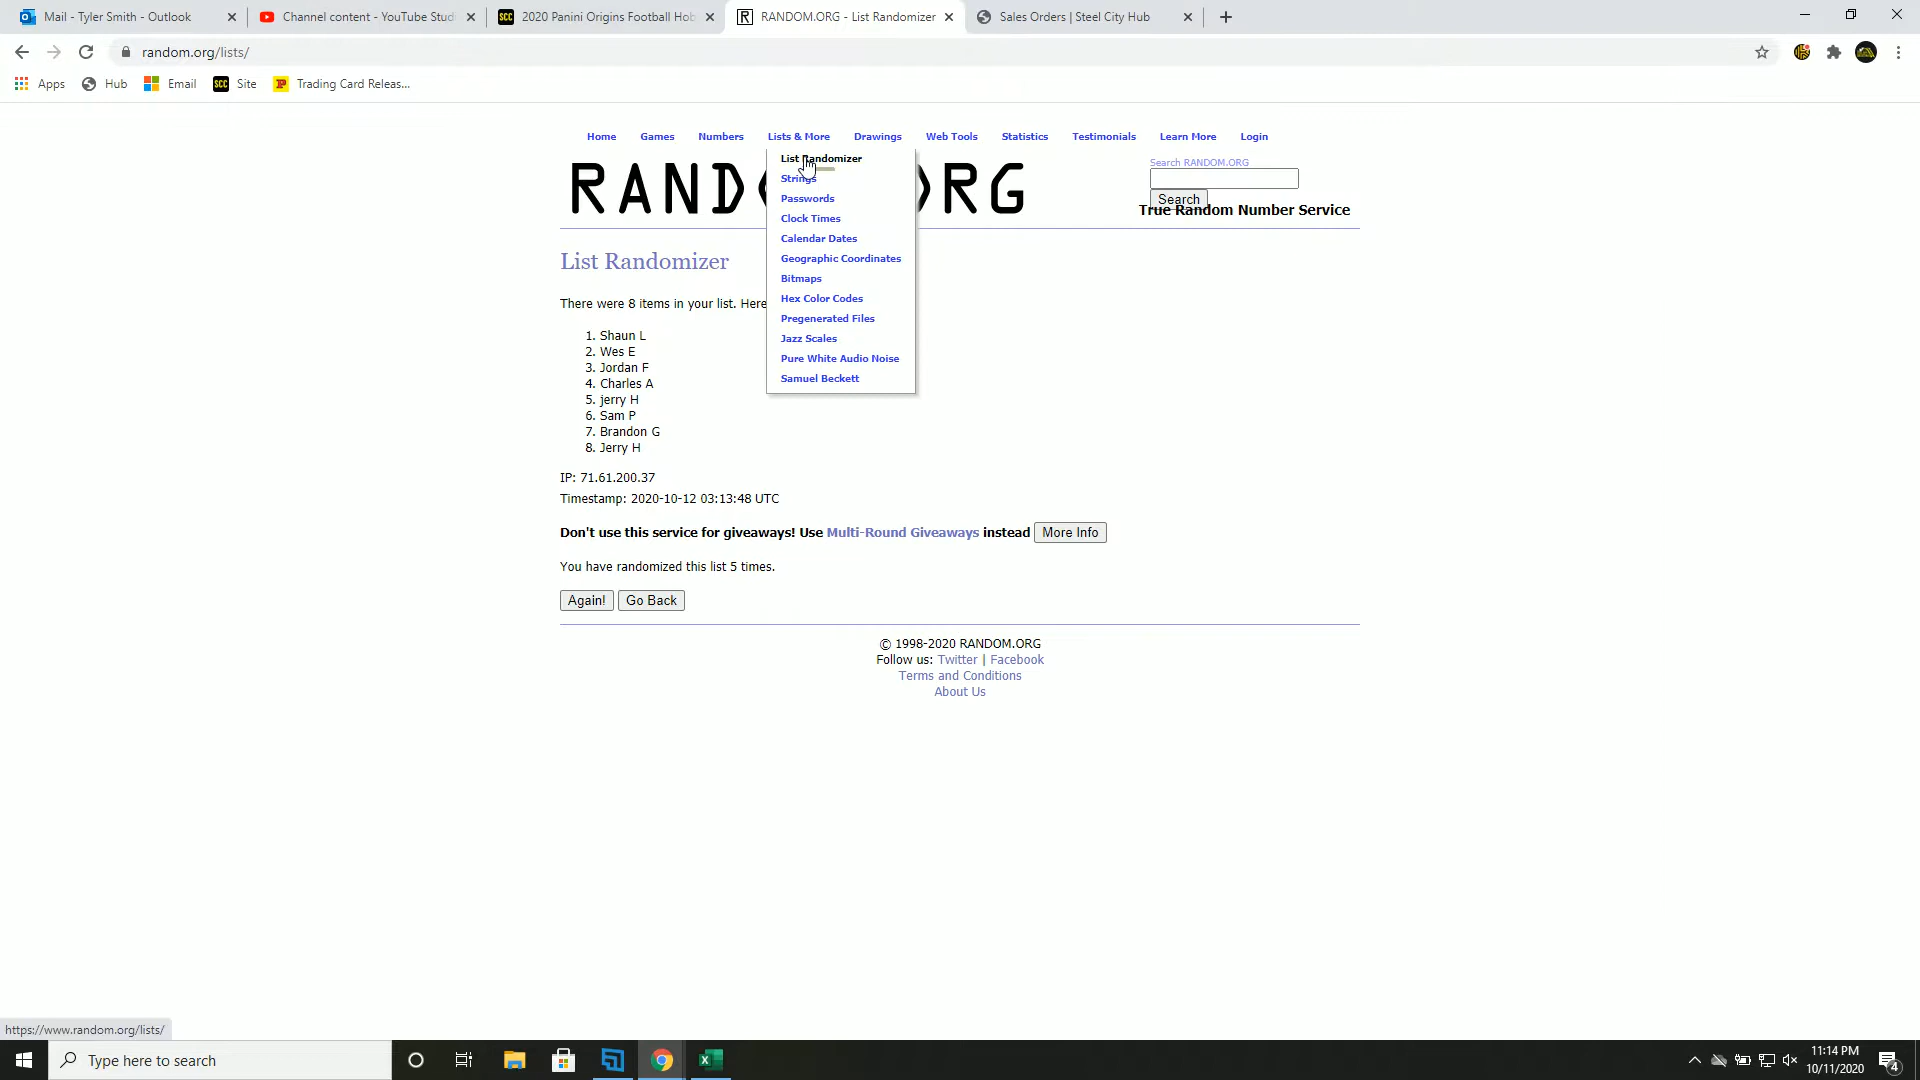 Mail - Tyler Smith - Outlook
Channel content - YouTube Studi
SCC
2020 Panini Origins Football Hob
R
RANDOM.ORG - List Randomizer
Sales Orders | Steel City Hub
random.org/lists/
Apps
Hub
Email
SCC
Site
Trading Card Releas...
Home
Games
Numbers
Lists & More
Drawings
Web Tools
Statistics
Testimonials
Learn More
Login
List Randomizer
Strings
Passwords
Clock Times
Calendar Dates
Geographic Coordinates
Bitmaps
Hex Color Codes
Pregenerated Files
Jazz Scales
Pure White Audio Noise
Samuel Beckett
RAND
RG
Search RANDOM.ORG
Search
True Random Number Service
List Randomizer
There were 8 items in your list. Here
1. Shaun L
2. Wes E
3. Jordan F
4. Charles A
5. jerry H
6. Sam P
7. Brandon G
8. Jerry H
IP: 71.61.200.37
Timestamp: 2020-10-12 03:13:48 UTC
Don't use this service for giveaways! Use Multi-Round Giveaways instead More Info
You have randomized this list 5 times.
Again! Go Back
© 1998-2020 RANDOM.ORG
Follow us: Twitter | Facebook
Terms and Conditions
About Us
https://www.random.org/lists/
Type here to search
11:14 PM
10/11/2020
4